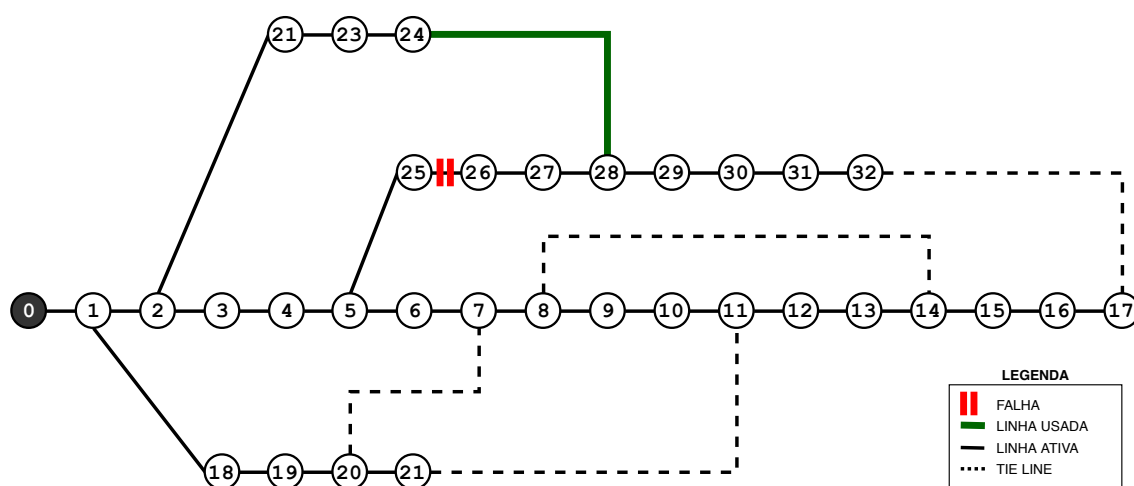 21 23 24
25 26 27 28 29 30 31 32
0 1 2 3 4 5 6 7 8 9 10 11 12 13 14 15 16 17
18 19 20 21
LEGENDA
FALHA
LINHA USADA
LINHA ATIVA
TIE LINE